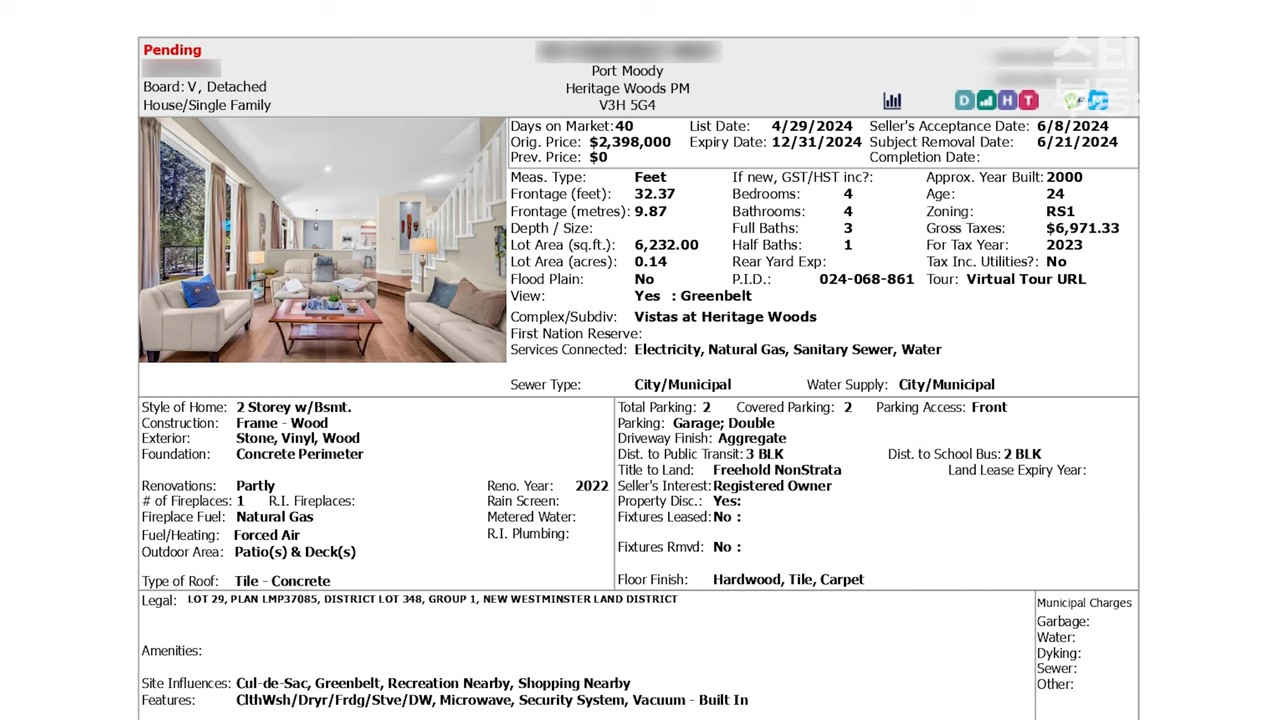 Pending
Port Moody
Board: V, Detached
Heritage Woods PM
House/Single Family
V3H 5G4
D H T
Days on Market: 40 List Date: 4/29/2024 Seller's Acceptance Date: 6/8/2024
Orig. Price: $2,398,000 Expiry Date: 12/31/2024 Subject Removal Date: 6/21/2024
Prev. Price: $0 Completion Date:
Meas. Type: Feet If new, GST/HST inc?: Approx. Year Built: 2000
Frontage (feet): 32.37 Bedrooms: 4 Age: 24
Frontage (metres): 9.87 Bathrooms: 4 Zoning: RS1
Depth / Size: Full Baths: 3 Gross Taxes: $6,971.33
Lot Area (sq.ft.): 6,232.00 Half Baths: 1 For Tax Year: 2023
Lot Area (acres): 0.14 Rear Yard Exp: Tax Inc. Utilities?: No
Flood Plain: No P.I.D.: 024-068-861 Tour: Virtual Tour URL
View: Yes : Greenbelt
Complex/Subdiv: Vistas at Heritage Woods
First Nation Reserve:
Services Connected: Electricity, Natural Gas, Sanitary Sewer, Water
Sewer Type: City/Municipal Water Supply: City/Municipal
Style of Home: 2 Storey w/Bsmt. Total Parking: 2 Covered Parking: 2 Parking Access: Front
Construction: Frame - Wood Parking: Garage; Double
Exterior: Stone, Vinyl, Wood Driveway Finish: Aggregate
Foundation: Concrete Perimeter Dist. to Public Transit: 3 BLK Dist. to School Bus: 2 BLK
Title to Land: Freehold NonStrata Land Lease Expiry Year:
Renovations: Partly Reno. Year: 2022 Seller's Interest: Registered Owner
# of Fireplaces: 1 R.I. Fireplaces: Rain Screen: Property Disc.: Yes:
Fireplace Fuel: Natural Gas Metered Water: Fixtures Leased: No :
Fuel/Heating: Forced Air R.I. Plumbing:
Outdoor Area: Patio(s) & Deck(s) Fixtures Rmvd: No :
Type of Roof: Tile - Concrete Floor Finish: Hardwood, Tile, Carpet
Legal: LOT 29, PLAN LMP37085, DISTRICT LOT 348, GROUP 1, NEW WESTMINSTER LAND DISTRICT
Municipal Charges
Garbage:
Water:
Amenities:
Dyking:
Sewer:
Site Influences: Cul-de-Sac, Greenbelt, Recreation Nearby, Shopping Nearby
Other:
Features: ClthWsh/Dryr/Frdg/Stve/DW, Microwave, Security System, Vacuum - Built In